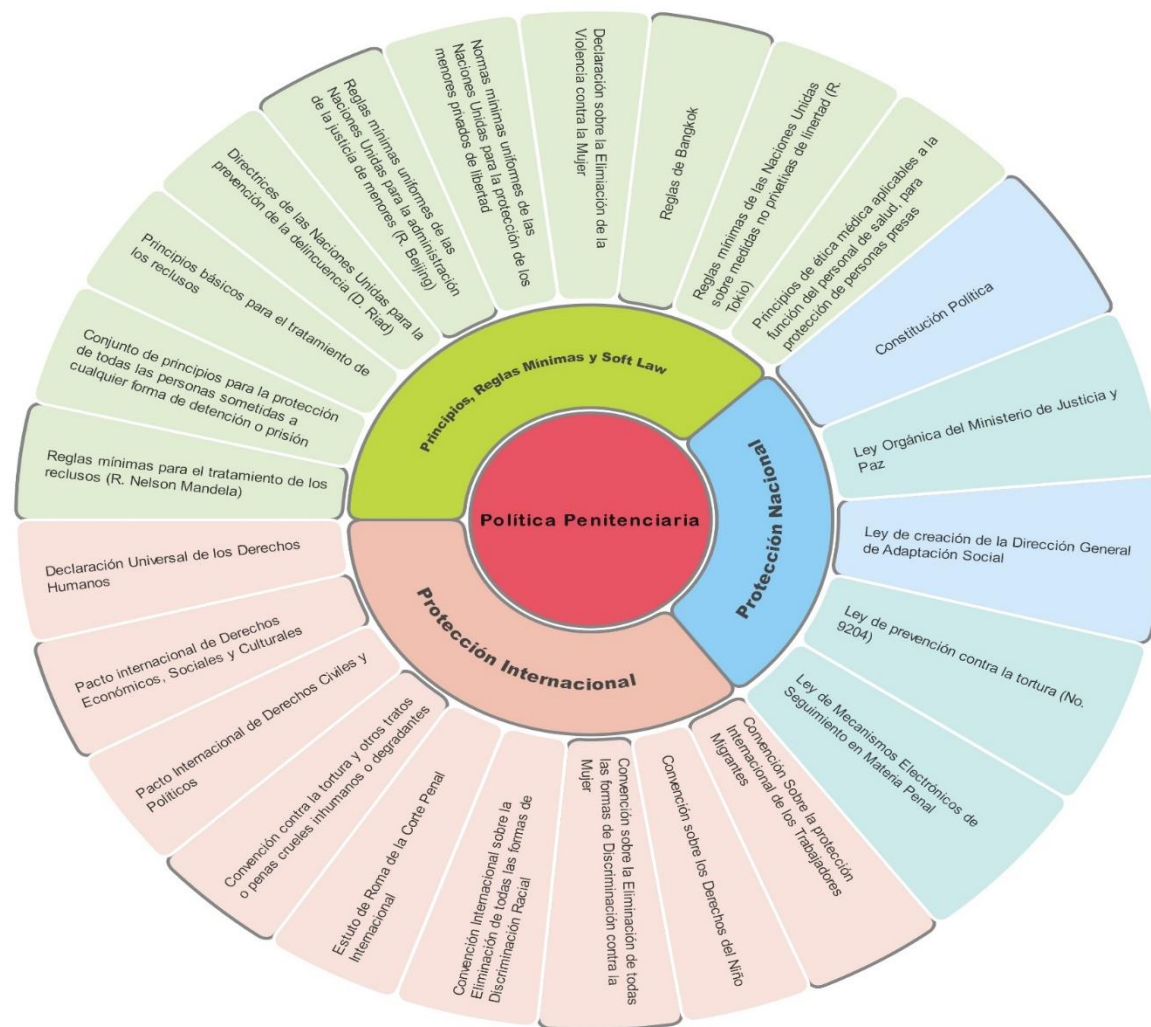 Política Penitenciaria
Principios, Reglas Mínimas y Soft Law
Reglas mínimas para el tratamiento de los
reclusos (R. Nelson Mandela)
Conjunto de principios para la protección
de todas las personas sometidas a
cualquier forma de detención o prisión
Principios básicos para el tratamiento de
los reclusos
Directrices de las Naciones Unidas para la
prevención de la delincuencia (D. Riad)
Reglas mínimas uniformes de las
Naciones Unidas para la administración
de la justicia de menores (R. Beijing)
Normas mínimas uniformes de las
Naciones Unidas para la protección de los
menores privados de libertad
Declaración sobre la Elimiación de la
Violencia contra la Mujer
Reglas de Bangkok
Reglas mínimas de las Naciones Unidas
sobre medidas no privativas de linertad (R.
Tokio)
Principios de ética médica aplicables a la
función del personal de salud, para
protección de personas presas
Protección Nacional
Constitución Política
Ley Orgánica del Ministerio de Justicia y
Paz
Ley de creación de la Dirección General
de Adaptación Social
Ley de prevención contra la tortura (No.
9204)
Ley de Mecanismos Electrónicos de
Seguimiento en Materia Penal
Protección Internacional
Convención Sobre la protección
Internacional de los Trabajadores
Migrantes
Convención sobre los Derechos del Niño
Convención sobre la Eliminación de todas
las formas de Discriminación contra la
Mujer
Convención Internacional sobre la
Eliminación de todas las formas de
Discriminación Racial
Estuto de Roma de la Corte Penal
Internacional
Convención contra la tortura y otros tratos
o penas crueles inhumanos o degradantes
Pacto Internacional de Derechos Civiles y
Políticos
Pacto internacional de Derechos
Económicos, Sociales y Culturales
Declaración Universal de los Derechos
Humanos